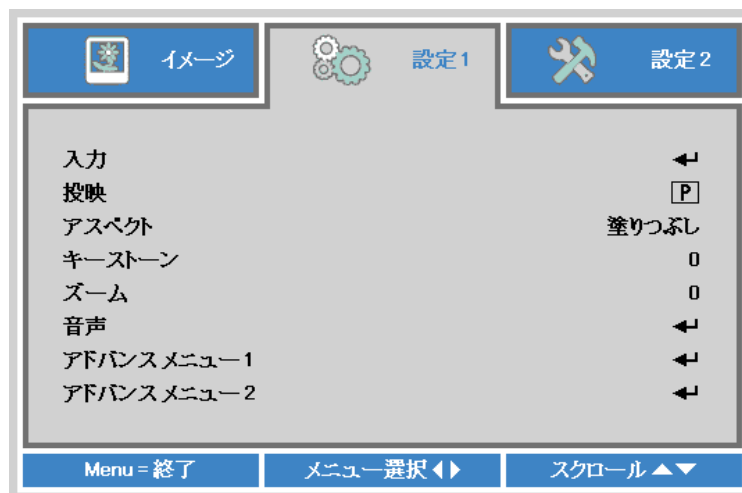 イメージ
設定1
設定2
入力
投映 P
アスペクト 塗りつぶし
キーストーン 0
ズーム 0
音声
アドバンスメニュー1
アドバンスメニュー2
Menu = 終了
メニュー選択◀▶
スクロール▲▼